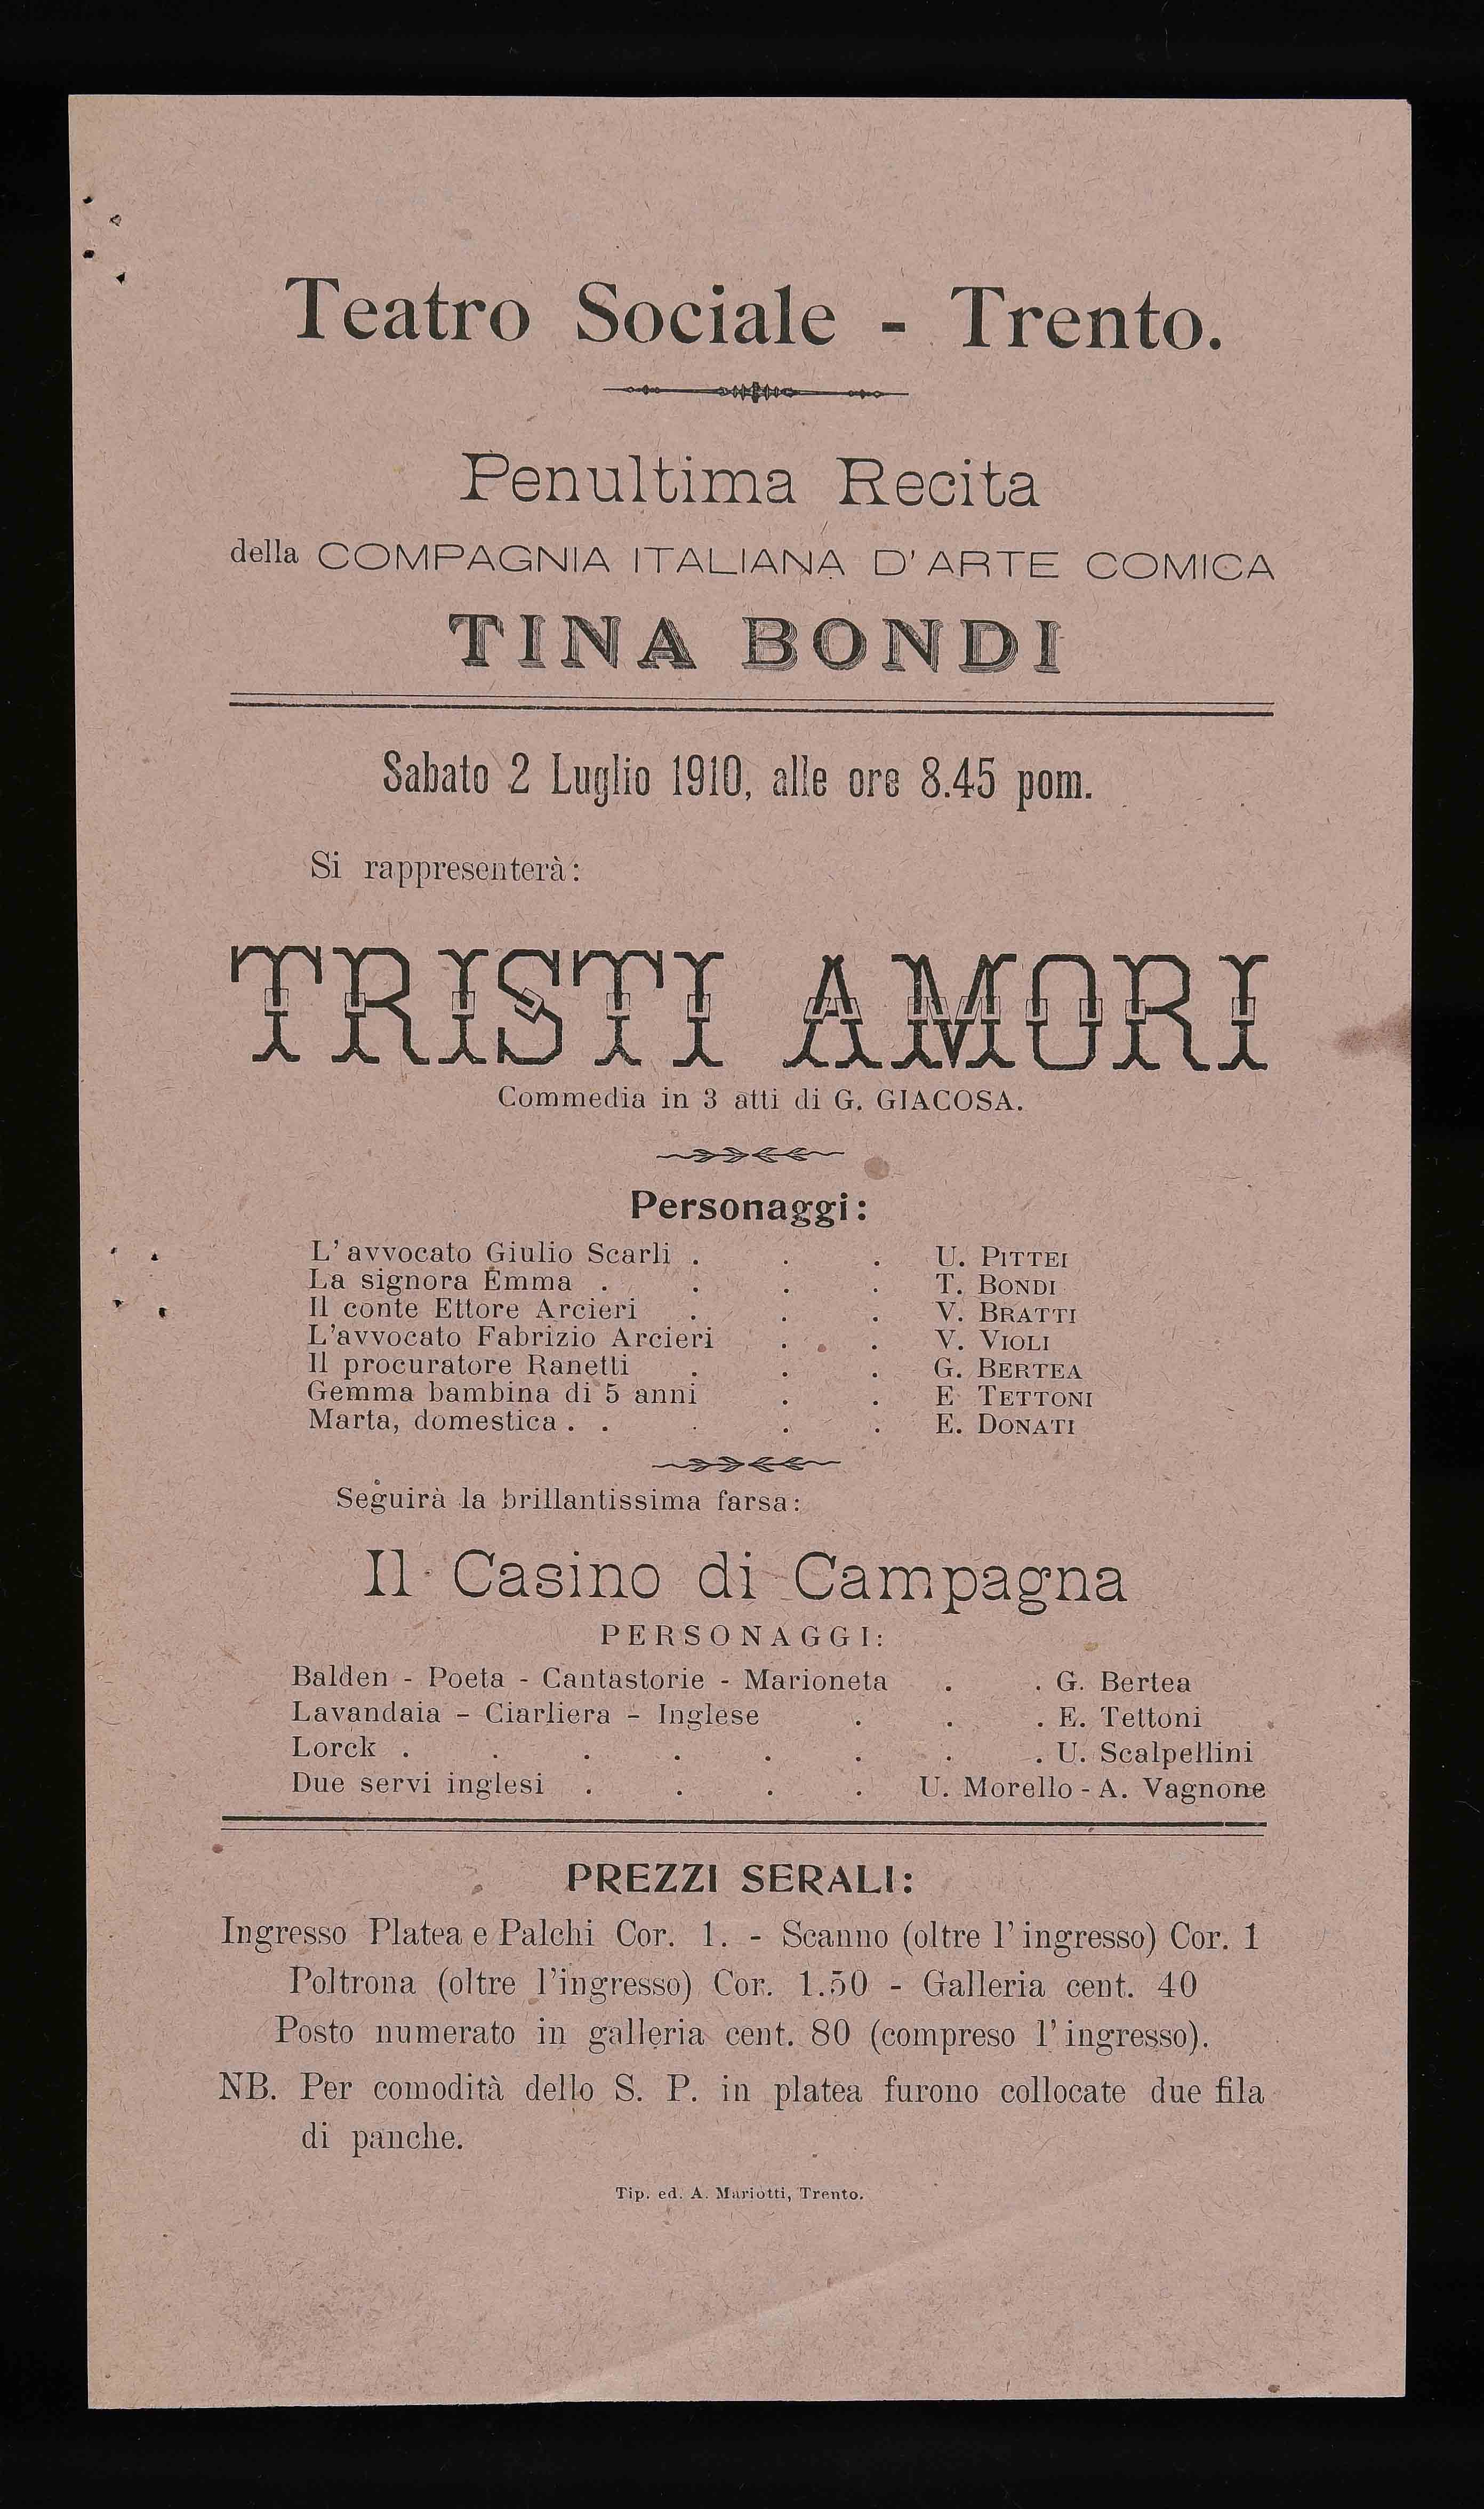 Teatro Sociale - Trento.
Penultima Recita
della COMPAGNIA ITALIANA D'ARTE COMICA
TINA BONDI
Sabato 2 Luglio 1910, alle ore 8.45 pom.
Si rappresenterà:
TRISTI AMORI
Commedia in 3 atti di G. GIACOSA.
Personaggi:
L'avvocato Giulio Scarli . . . U. PITTEI
La signora Emma . . . . T. BONDI
Il conte Ettore Arcieri . . . V. BRATTI
L'avvocato Fabrizio Arcieri . . V. VIOLI
Il procuratore Ranetti . . . G. BERTEA
Gemma bambina di 5 anni . . E TETTONI
Marta, domestica . . . . . E. DONATI
Seguirà la brillantissima farsa:
Il Casino di Campagna
PERSONAGGI:
Balden - Poeta - Cantastorie - Marioneta . . G. Bertea
Lavandaia - Ciarliera - Inglese . . . E. Tettoni
Lorck . . . . . . . . U. Scalpellini
Due servi inglesi . . . . U. Morello - A. Vagnone
PREZZI SERALI:
Ingresso Platea e Palchi Cor. 1. - Scanno (oltre l'ingresso) Cor. 1
Poltrona (oltre l'ingresso) Cor. 1.50 - Galleria cent. 40
Posto numerato in galleria cent. 80 (compreso l'ingresso).
NB. Per comodità dello S. P. in platea furono collocate due fila
di panche.
Tip. ed. A. Mariotti, Trento.